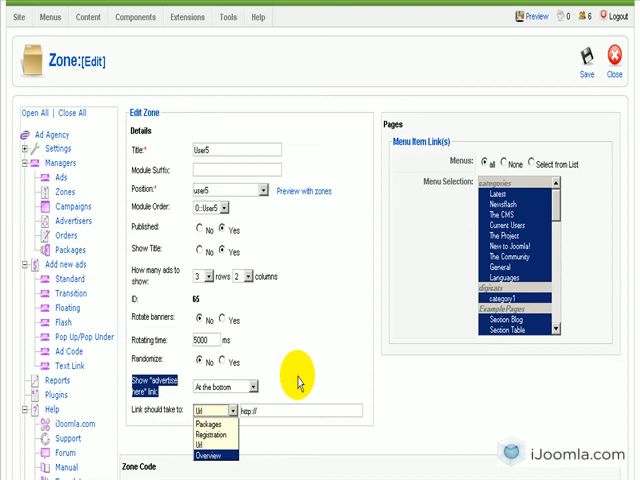 Site Menus Content Components Extensions Tools Help Preview 0 6 Logout
Zone:[Edit]
Save Close
Open All | Close All
Ad Agency
Settings
Managers
Ads
Zones
Campaigns
Advertisers
Orders
Packages
Add new ads
Standard
Transition
Floating
Flash
Pop Up/Pop Under
Ad Code
Text Link
Reports
Plugins
Help
iJoomla.com
Support
Forum
Manual
Edit Zone
Details
Title:* User5
Module Suffix:
Position:* user5 Preview with zones
Module Order: 0::User5
Published: No Yes
Show Title: No Yes
How many ads to
show: 3 rows 2 columns
ID: 65
Rotate banners: No Yes
Rotating time: 5000 ms
Randomize: No Yes
Show "advertise
here" link: At the bottom
Link should take to: Url http://
Packages
Registration
Url
Overview
Zone Code
Pages
Menu Item Link(s)
Menus: all None Select from List
Menu Selection: categories
Latest
Newsflash
The CMS
Current Users
The Project
New to Joomla!
The Community
General
Languages
digicats
category1
ExamplePages
Section Blog
Section Table
iJoomla.com